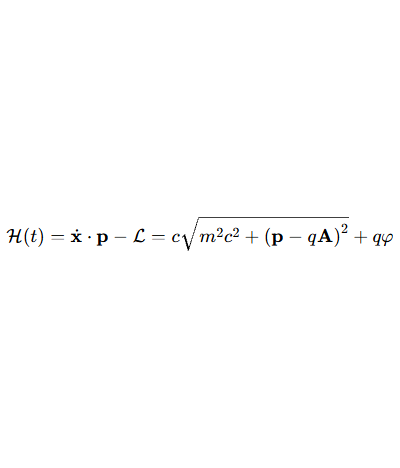 ℋ(t) = ẋ · p − ℒ = c√(m²c² + (p − qA)²) + qφ